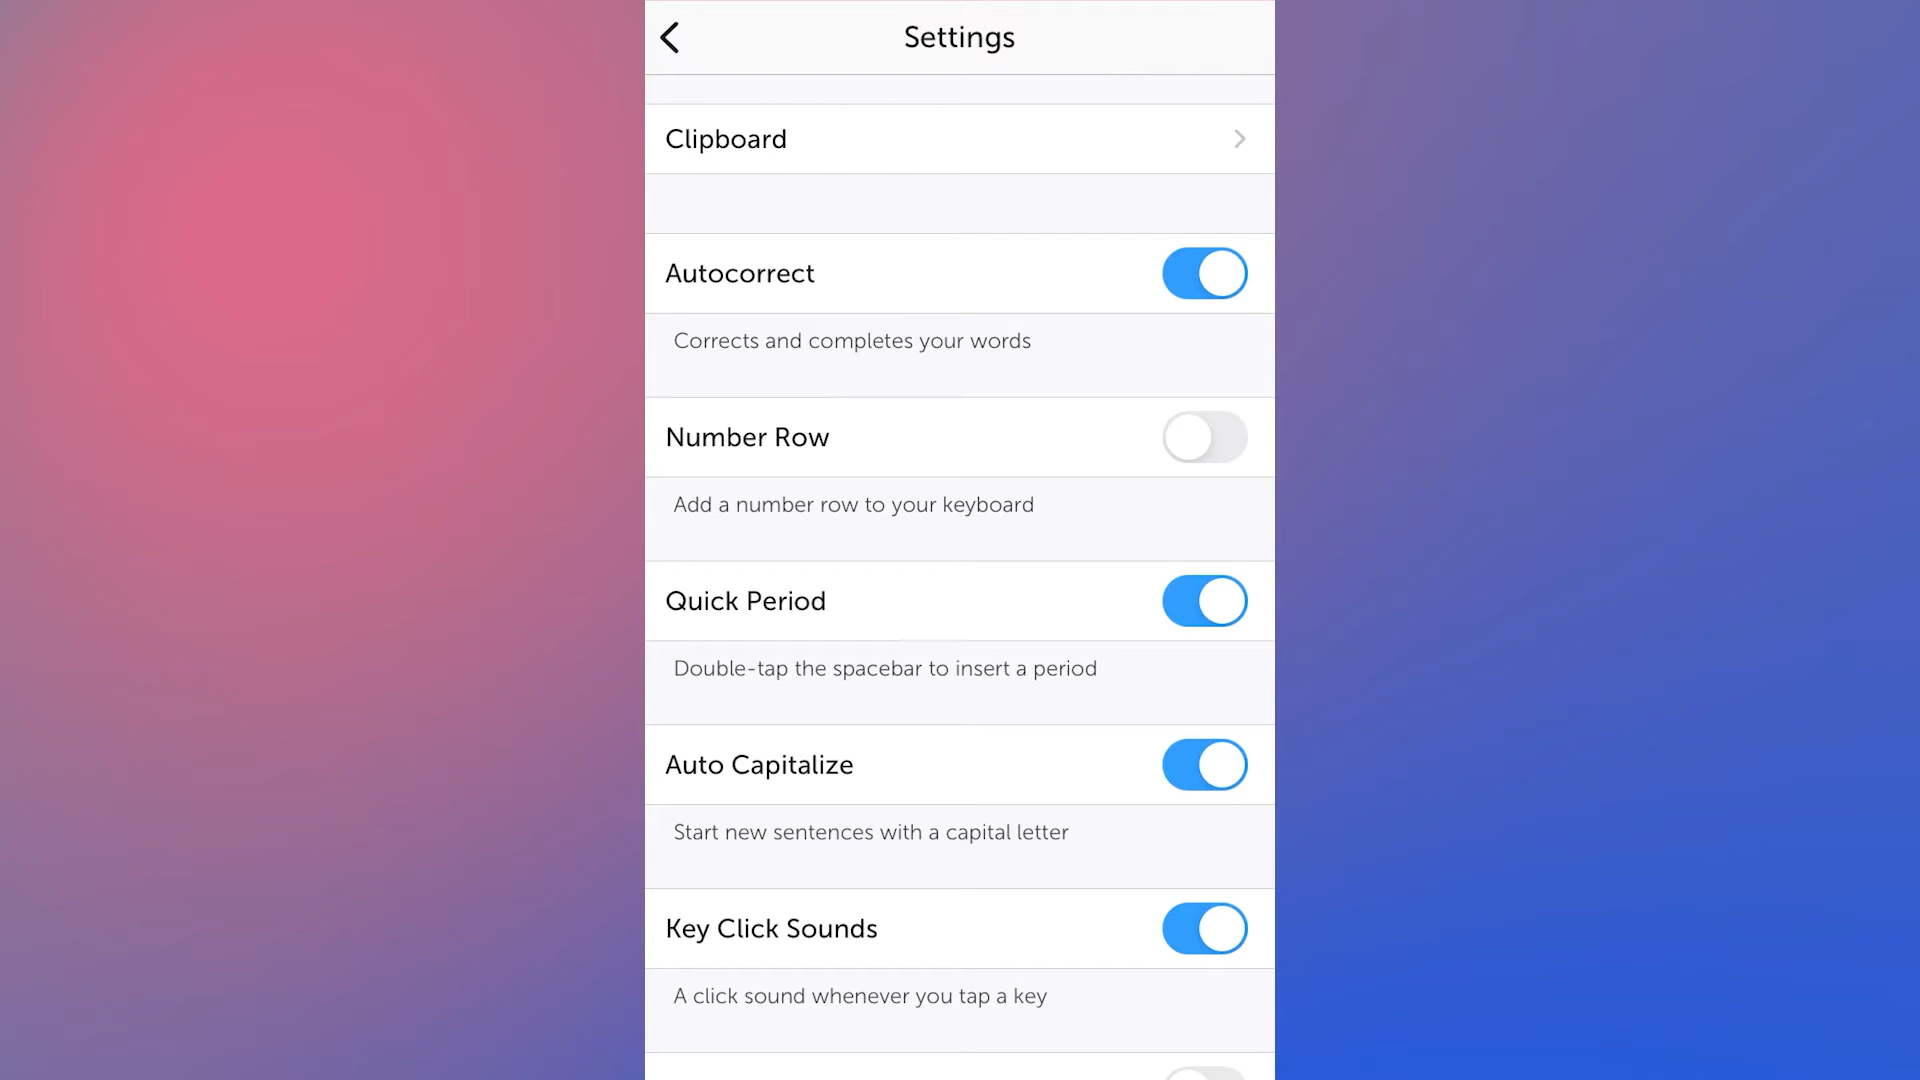 Settings
Clipboard
Autocorrect
Corrects and completes your words
Number Row
Add a number row to your keyboard
Quick Period
Double-tap the spacebar to insert a period
Auto Capitalize
Start new sentences with a capital letter
Key Click Sounds
A click sound whenever you tap a key